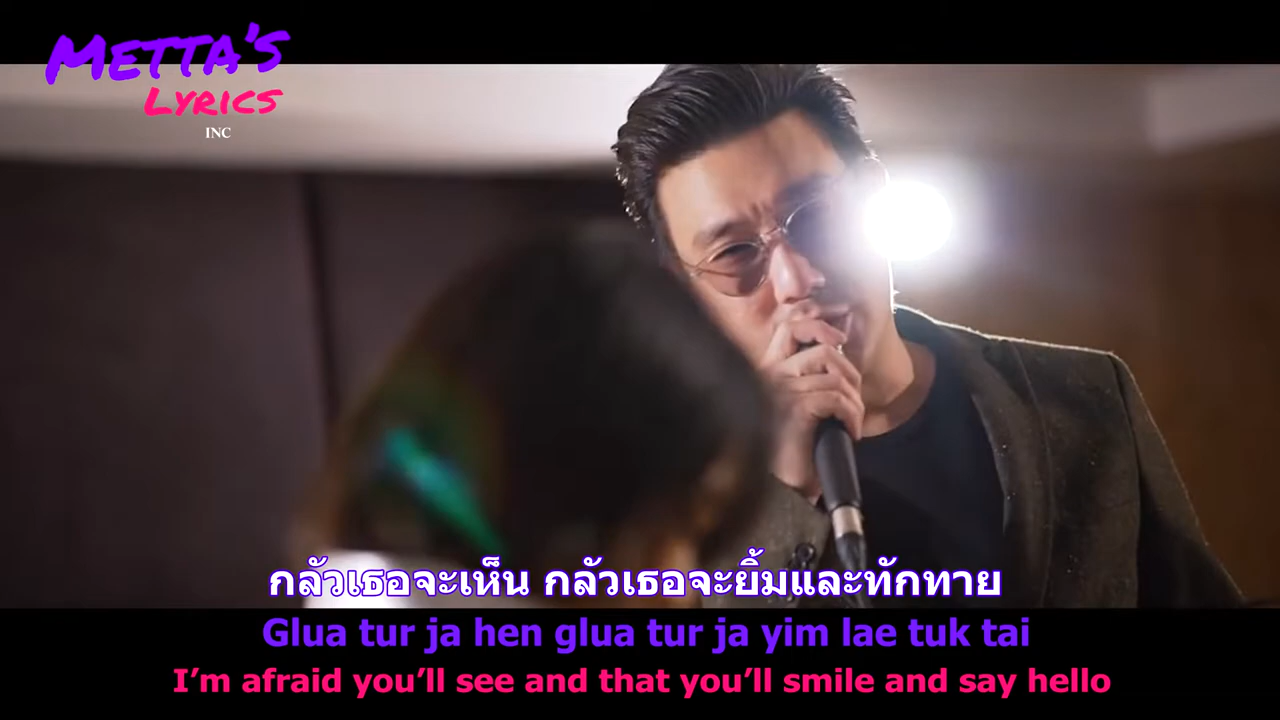 METTA'S
LYRICS
INC
กลัวเธอจะเห็น กลัวเธอจะยิ้มและทักทาย
Glua tur ja hen glua tur ja yim lae tuk tai
I’m afraid you’ll see and that you’ll smile and say hello